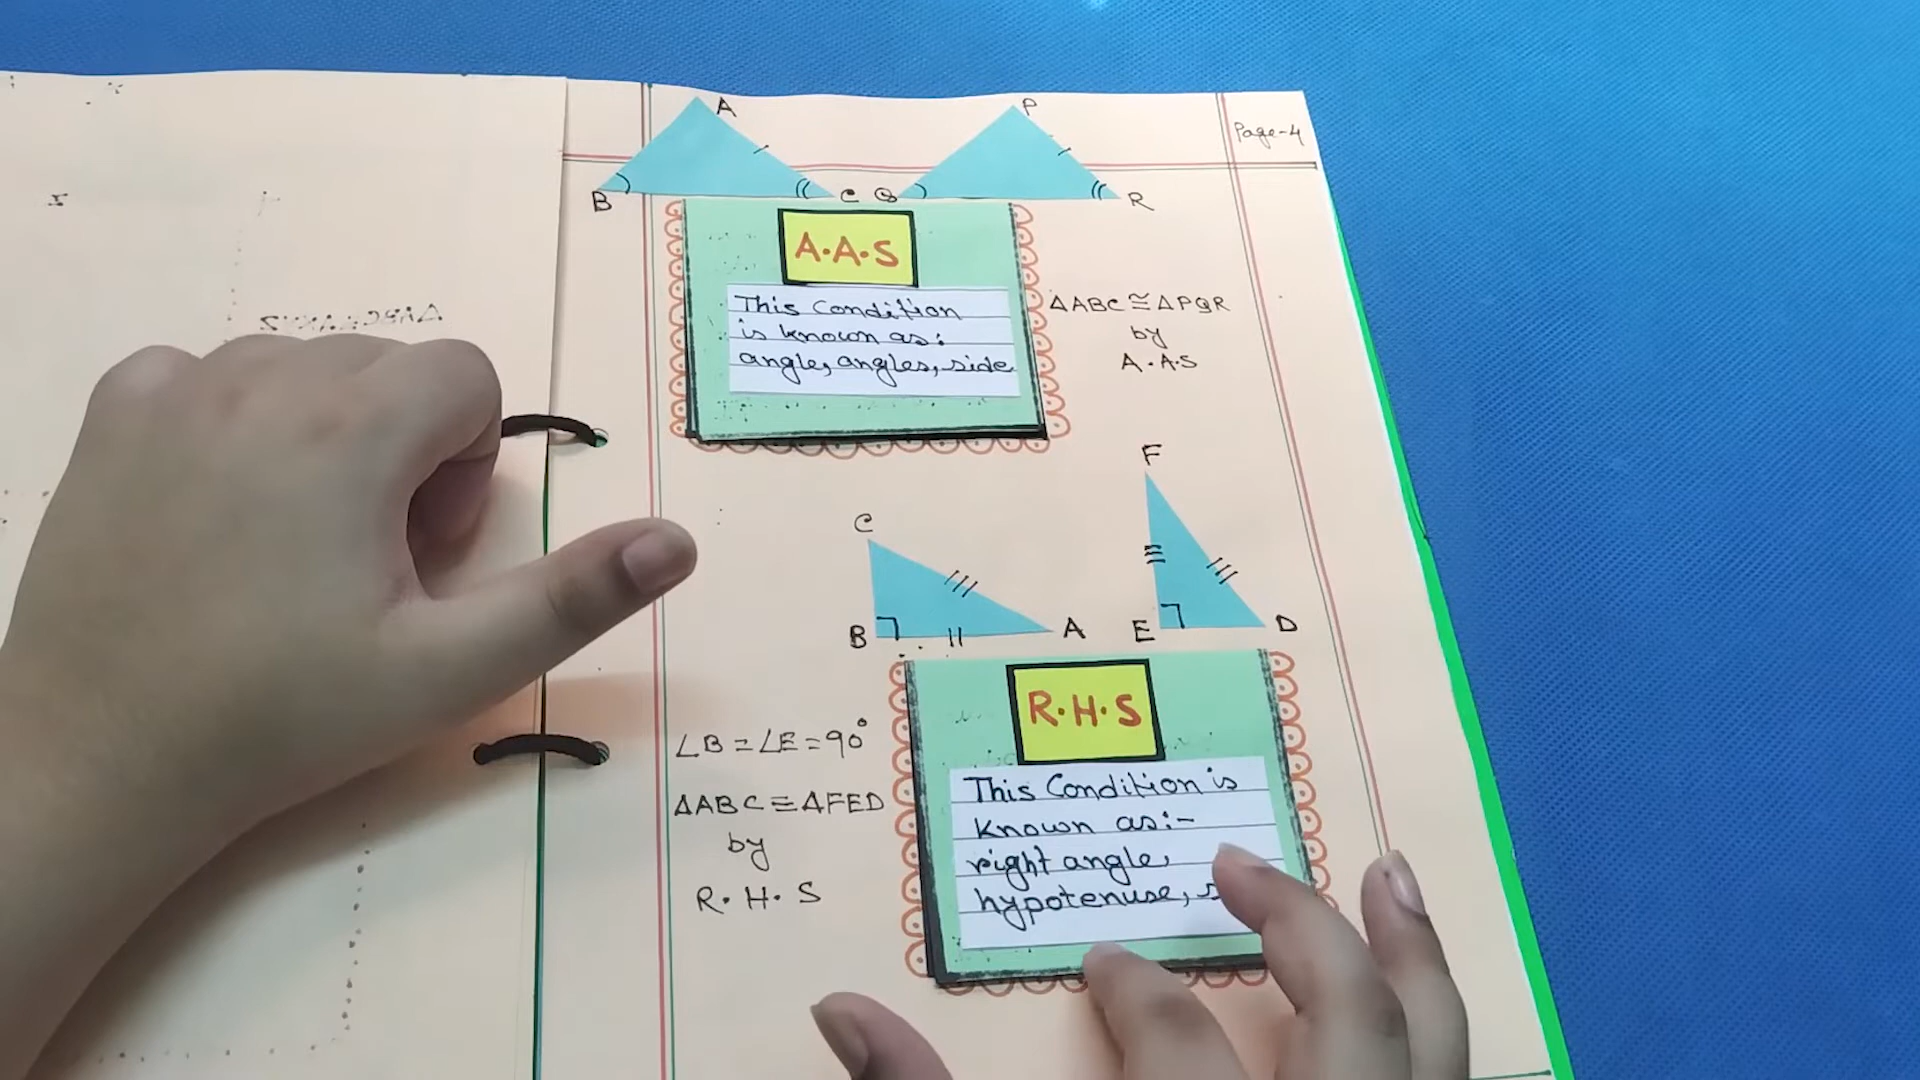 Page-4
A
P
B
C
Q
R
A.A.S
This Condition
is known as:
angle, angles, side
ΔABC≅ΔPQR
by
A.A.S
F
C
B
A
E
D
R.H.S
This Condition is
known as:-
right angle,
hypotenuse,
∠B=∠E=90°
ΔABC≅ΔFED
by
R.H.S